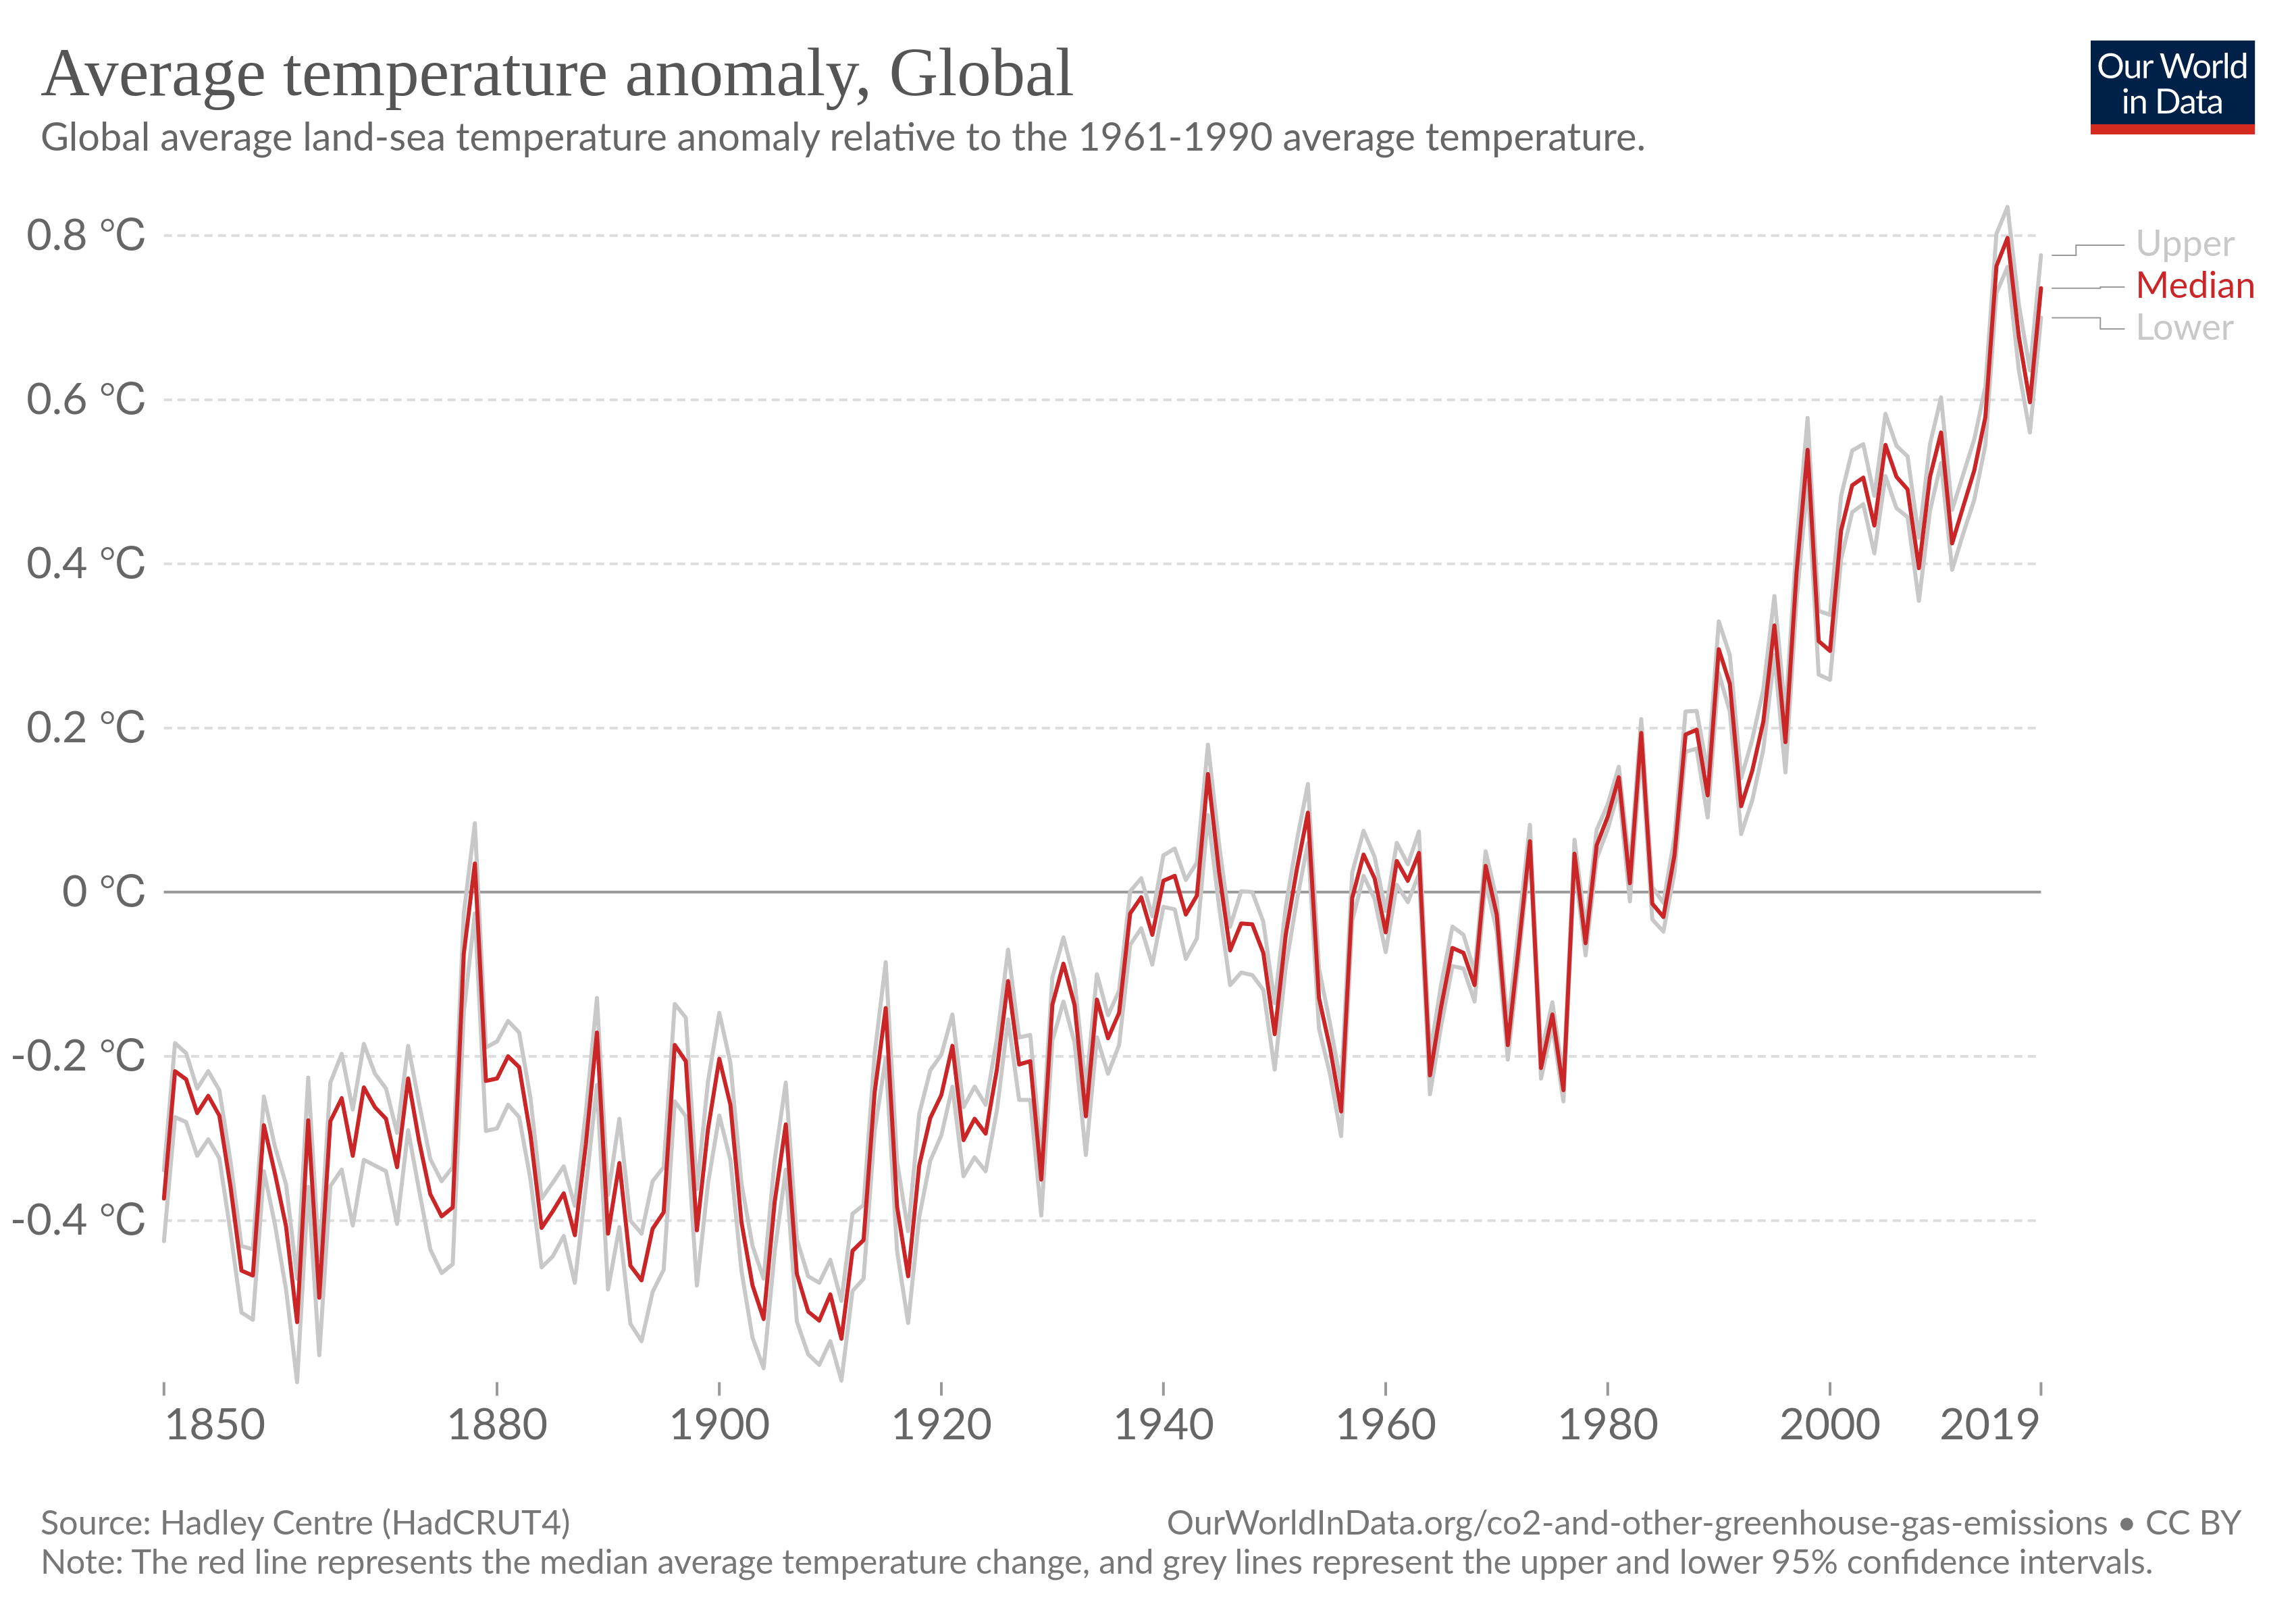 Average temperature anomaly, Global
Global average land-sea temperature anomaly relative to the 1961-1990 average temperature.
Our World
in Data
0.8 °C
0.6 °C
0.4 °C
0.2 °C
0 °C
-0.2 °C
-0.4 °C
Upper
Median
Lower
1850 1880 1900 1920 1940 1960 1980 2000 2019
Source: Hadley Centre (HadCRUT4)
OurWorldInData.org/co2-and-other-greenhouse-gas-emissions • CC BY
Note: The red line represents the median average temperature change, and grey lines represent the upper and lower 95% confidence intervals.